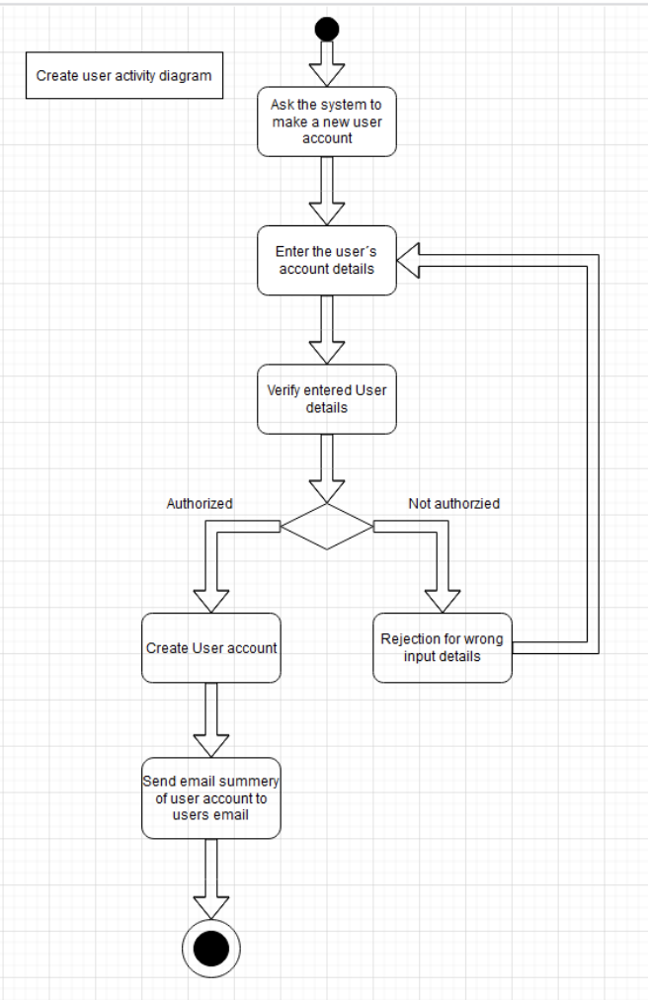 Create user activity diagram
Ask the system to
make a new user
account
Enter the user´s
account details
Verify entered User
details
Authorized
Not authorzied
Create User account
Rejection for wrong
input details
Send email summery
of user account to
users email